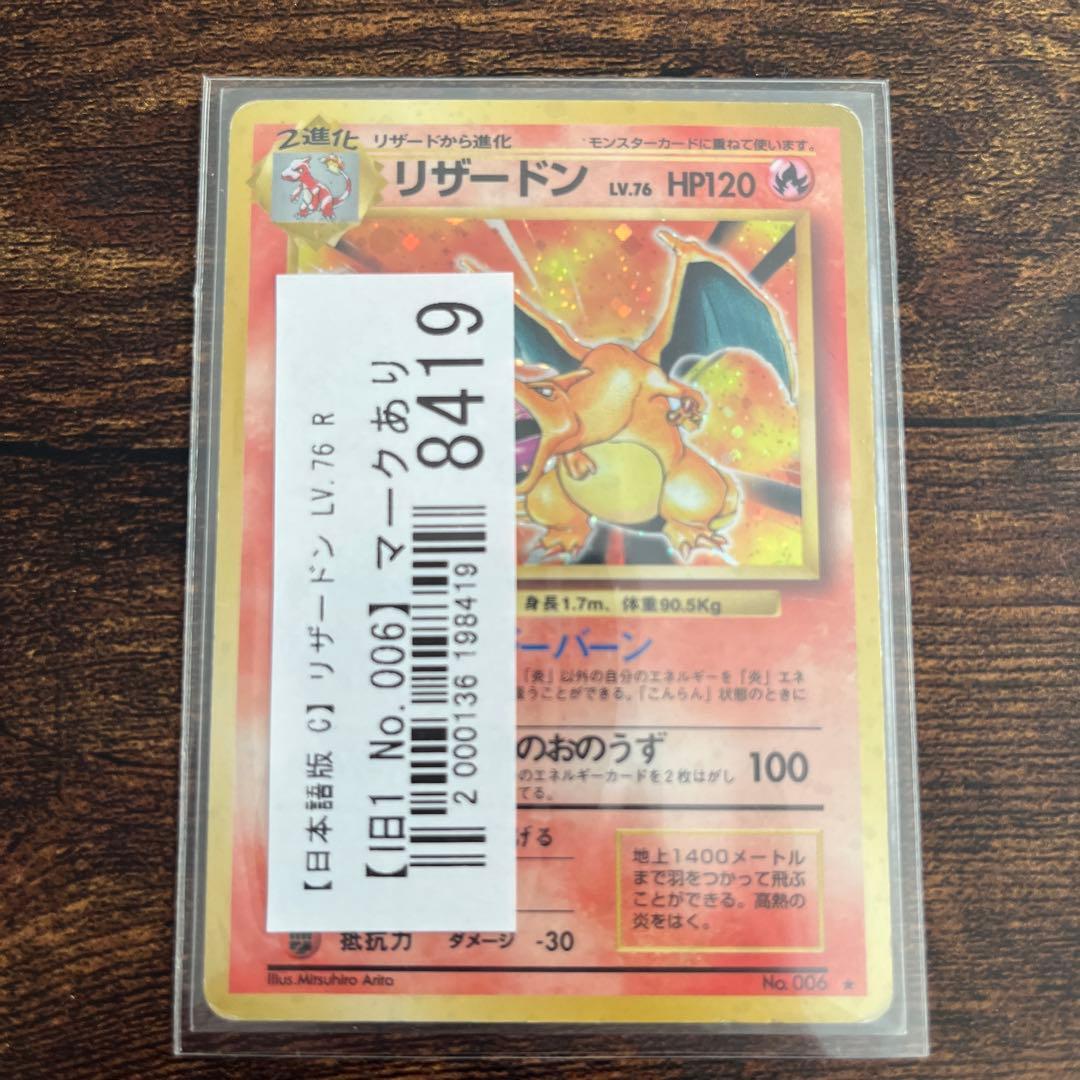 2進化 リザードから進化 モンスターカードに重ねて使います。
リザードン LV.76 HP120
【日本語版 C】リザードン LV.76 R
【旧1 No.006】マークあり
8419
2 000136 198419
身長1.7m、体重90.5Kg
ーバーン
「炎」以外の自分のエネルギーを「炎」エネ
うことができる。「こんらん」状態のときに
のおのうず 100
のエネルギーカードを2枚はがし
てる。
げる
地上1400メートル
まで羽をつかって飛ぶ
ことができる。高熱の
炎をはく。
抵抗力 ダメージ -30
Illus.Mitsuhiro Arita No.006 ★